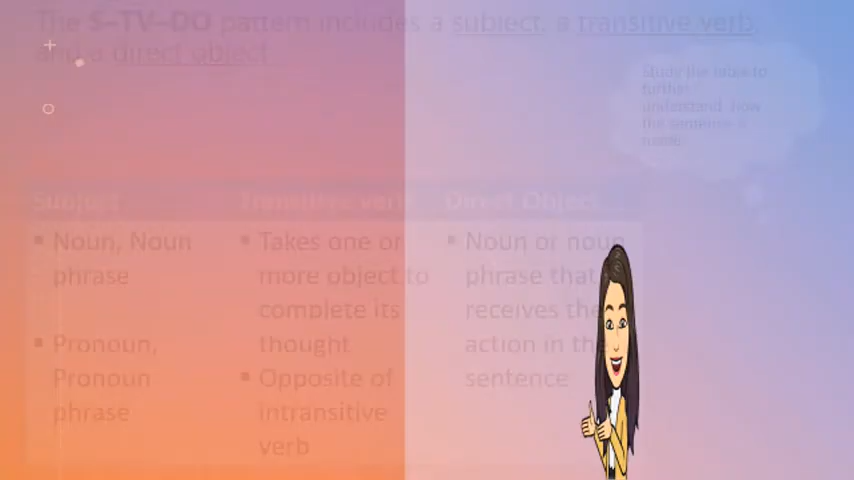 The S–TV–DO pattern includes a subject, a transitive verb,
and a direct object
Study the table to
further
understand how
the sentence is
made.
Subject Transitive verb Direct Object
▪ Noun, Noun phrase
▪ Pronoun, Pronoun phrase
▪ Takes one or more object to complete its thought
▪ Opposite of intransitive verb
▪ Noun or noun phrase that receives the action in the sentence